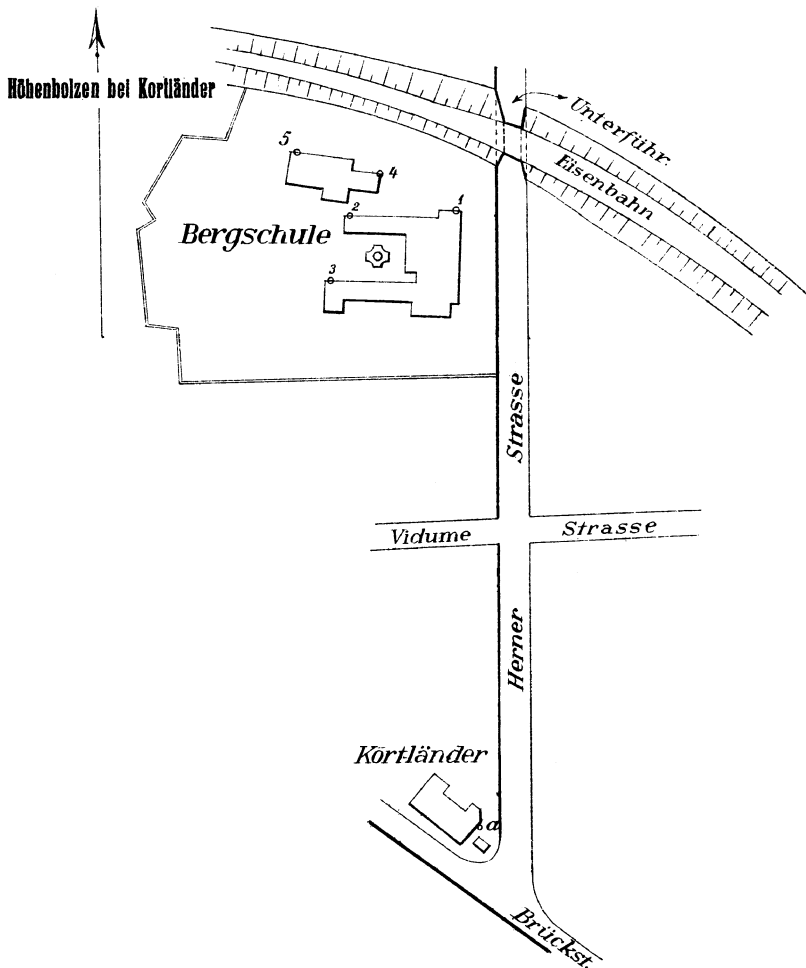 Höhenbolzen bei Kortländer
Unterführ.
Eisenbahn
5
4
1
2
Bergschule
3
Strasse
Vidume Strasse
Herner
Körtländer
a
Brückst.